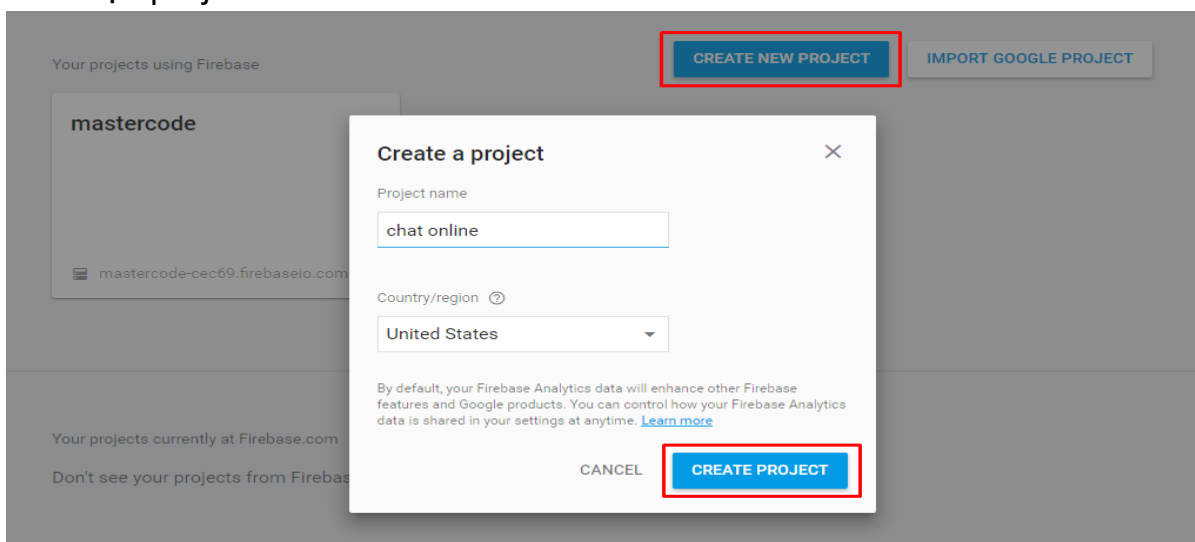 Your projects using Firebase
CREATE NEW PROJECT
IMPORT GOOGLE PROJECT
mastercode
mastercode-cec69.firebaseio.com
Create a project
Project name
chat online
Country/region
United States
By default, your Firebase Analytics data will enhance other Firebase
features and Google products. You can control how your Firebase Analytics
data is shared in your settings at anytime. Learn more
CANCEL
CREATE PROJECT
Your projects currently at Firebase.com
Don't see your projects from